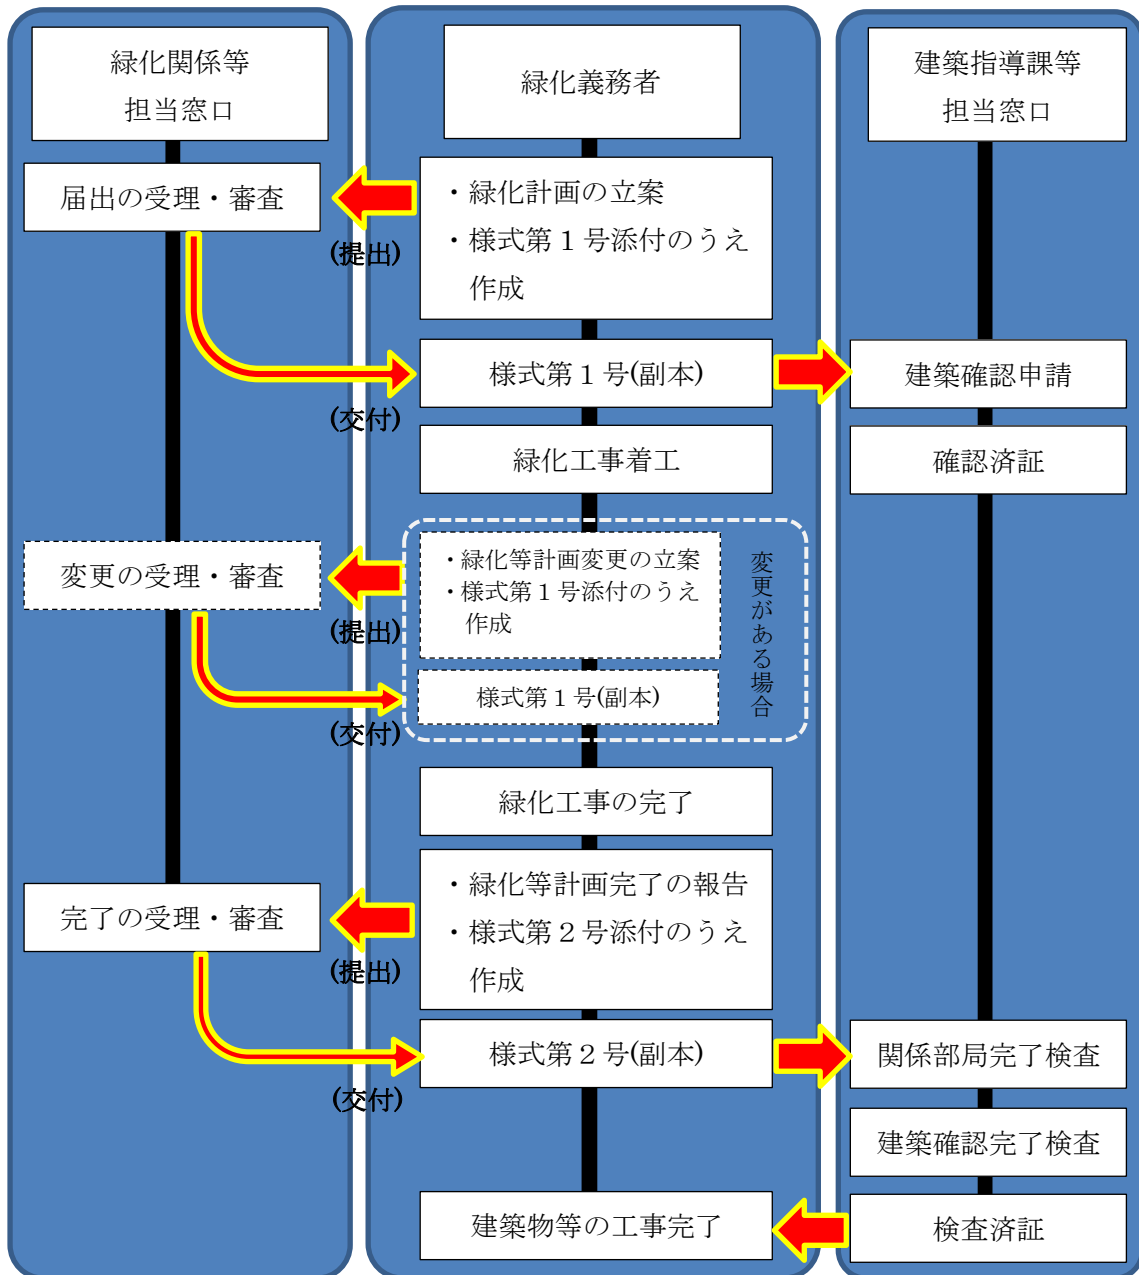 緑化関係等
担当窓口
緑化義務者
建築指導課等
担当窓口
届出の受理・審査
(提出)
・緑化計画の立案
・様式第１号添付のうえ
作成
様式第１号(副本)
(交付)
建築確認申請
緑化工事着工
確認済証
変更の受理・審査
(提出)
・緑化等計画変更の立案
・様式第１号添付のうえ
作成
変更がある場合
様式第１号(副本)
(交付)
緑化工事の完了
完了の受理・審査
(提出)
・緑化等計画完了の報告
・様式第２号添付のうえ
作成
様式第２号(副本)
(交付)
関係部局完了検査
建築確認完了検査
建築物等の工事完了
検査済証